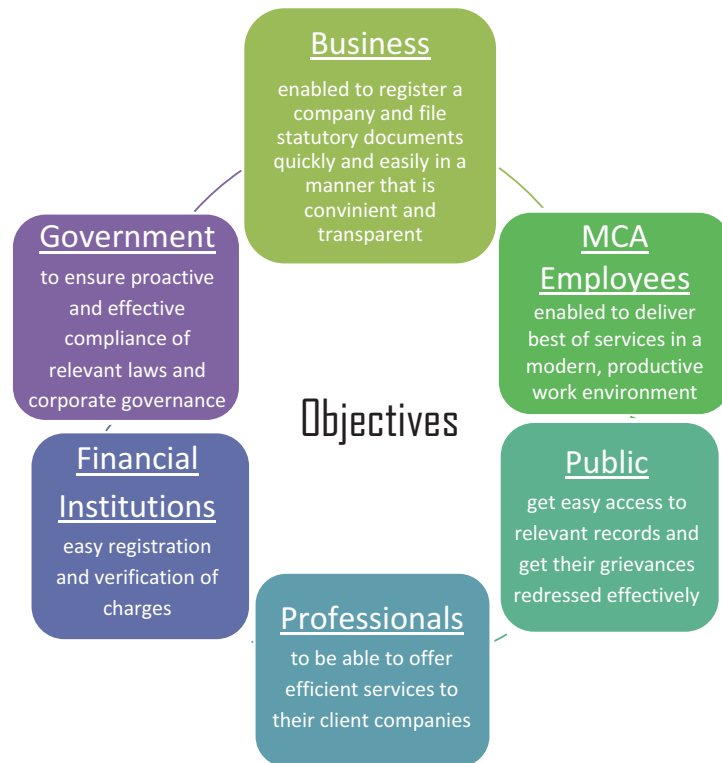 Business
enabled to register a
company and file
statutory documents
quickly and easily in a
manner that is
convinient and
transparent
MCA
Employees
enabled to deliver
best of services in a
modern, productive
work environment
Public
get easy access to
relevant records and
get their grievances
redressed effectively
Professionals
to be able to offer
efficient services to
their client companies
Financial
Institutions
easy registration
and verification of
charges
Government
to ensure proactive
and effective
compliance of
relevant laws and
corporate governance
Objectives